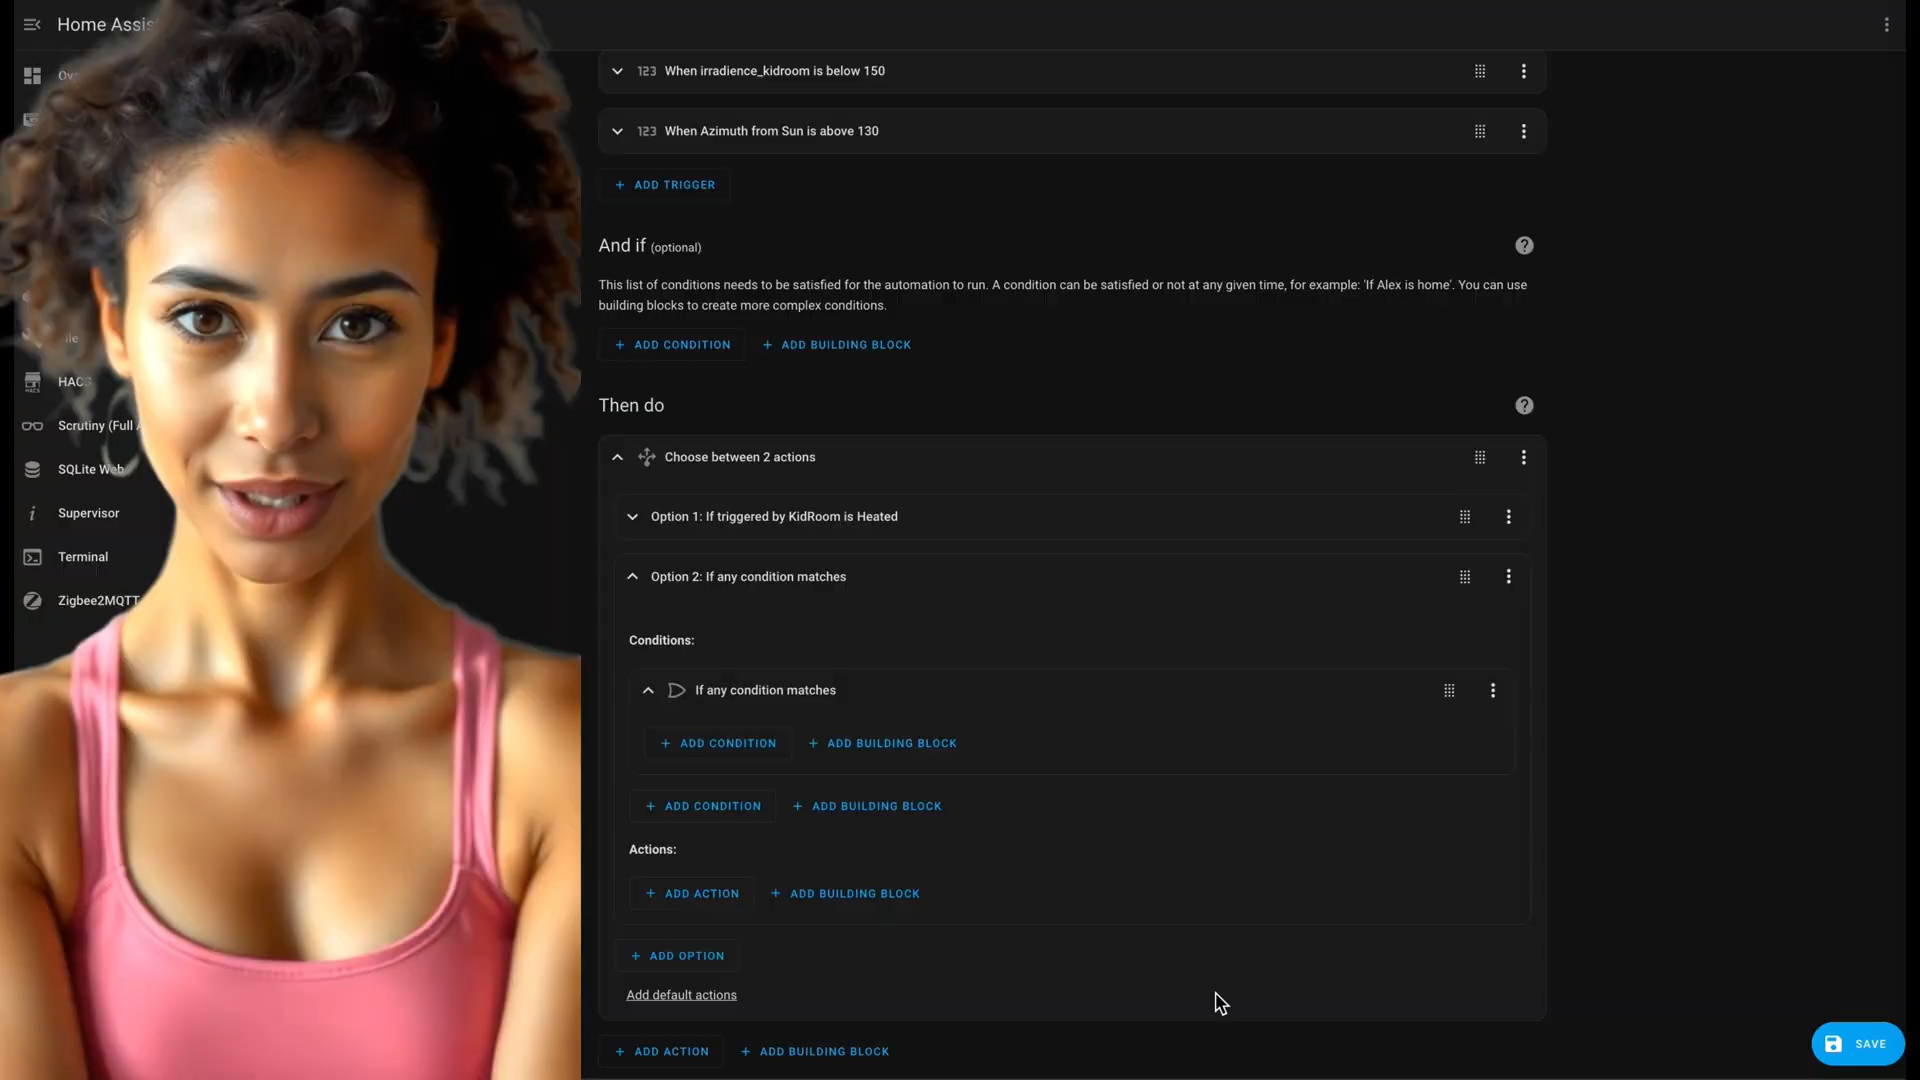 Home Assis
When irradience_kidroom is below 150
When Azimuth from Sun is above 130
ADD TRIGGER
And if (optional)
This list of conditions needs to be satisfied for the automation to run. A condition can be satisfied or not at any given time, for example: 'If Alex is home'. You can use
building blocks to create more complex conditions.
ADD CONDITION
ADD BUILDING BLOCK
Then do
HACS
Scrutiny (Full
SQLite Web
Supervisor
Terminal
Zigbee2MQTT
Choose between 2 actions
Option 1: If triggered by KidRoom is Heated
Option 2: If any condition matches
Conditions:
If any condition matches
ADD CONDITION
ADD BUILDING BLOCK
ADD CONDITION
ADD BUILDING BLOCK
Actions:
ADD ACTION
ADD BUILDING BLOCK
ADD OPTION
Add default actions
ADD ACTION
ADD BUILDING BLOCK
SAVE